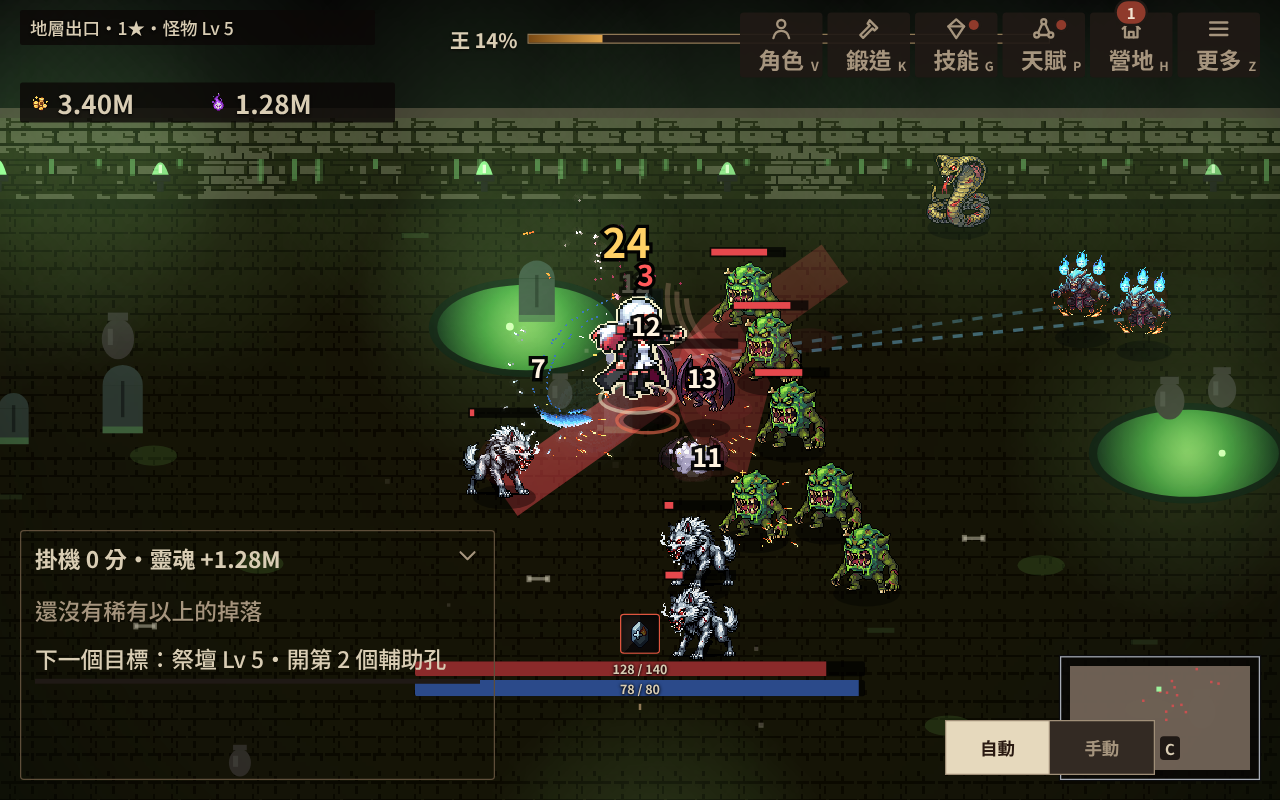 地層出口・1★・怪物 Lv 5
王 14%
角色 V
鍛造 K
技能 G
天賦 P
1
營地 H
更多 Z
3.40M
1.28M
24
3
12
7
13
11
掛機 0 分・靈魂 +1.28M
還沒有稀有以上的掉落
下一個目標：祭壇 Lv 5・開第 2 個輔助孔
128 / 140
78 / 80
自動
手動
C